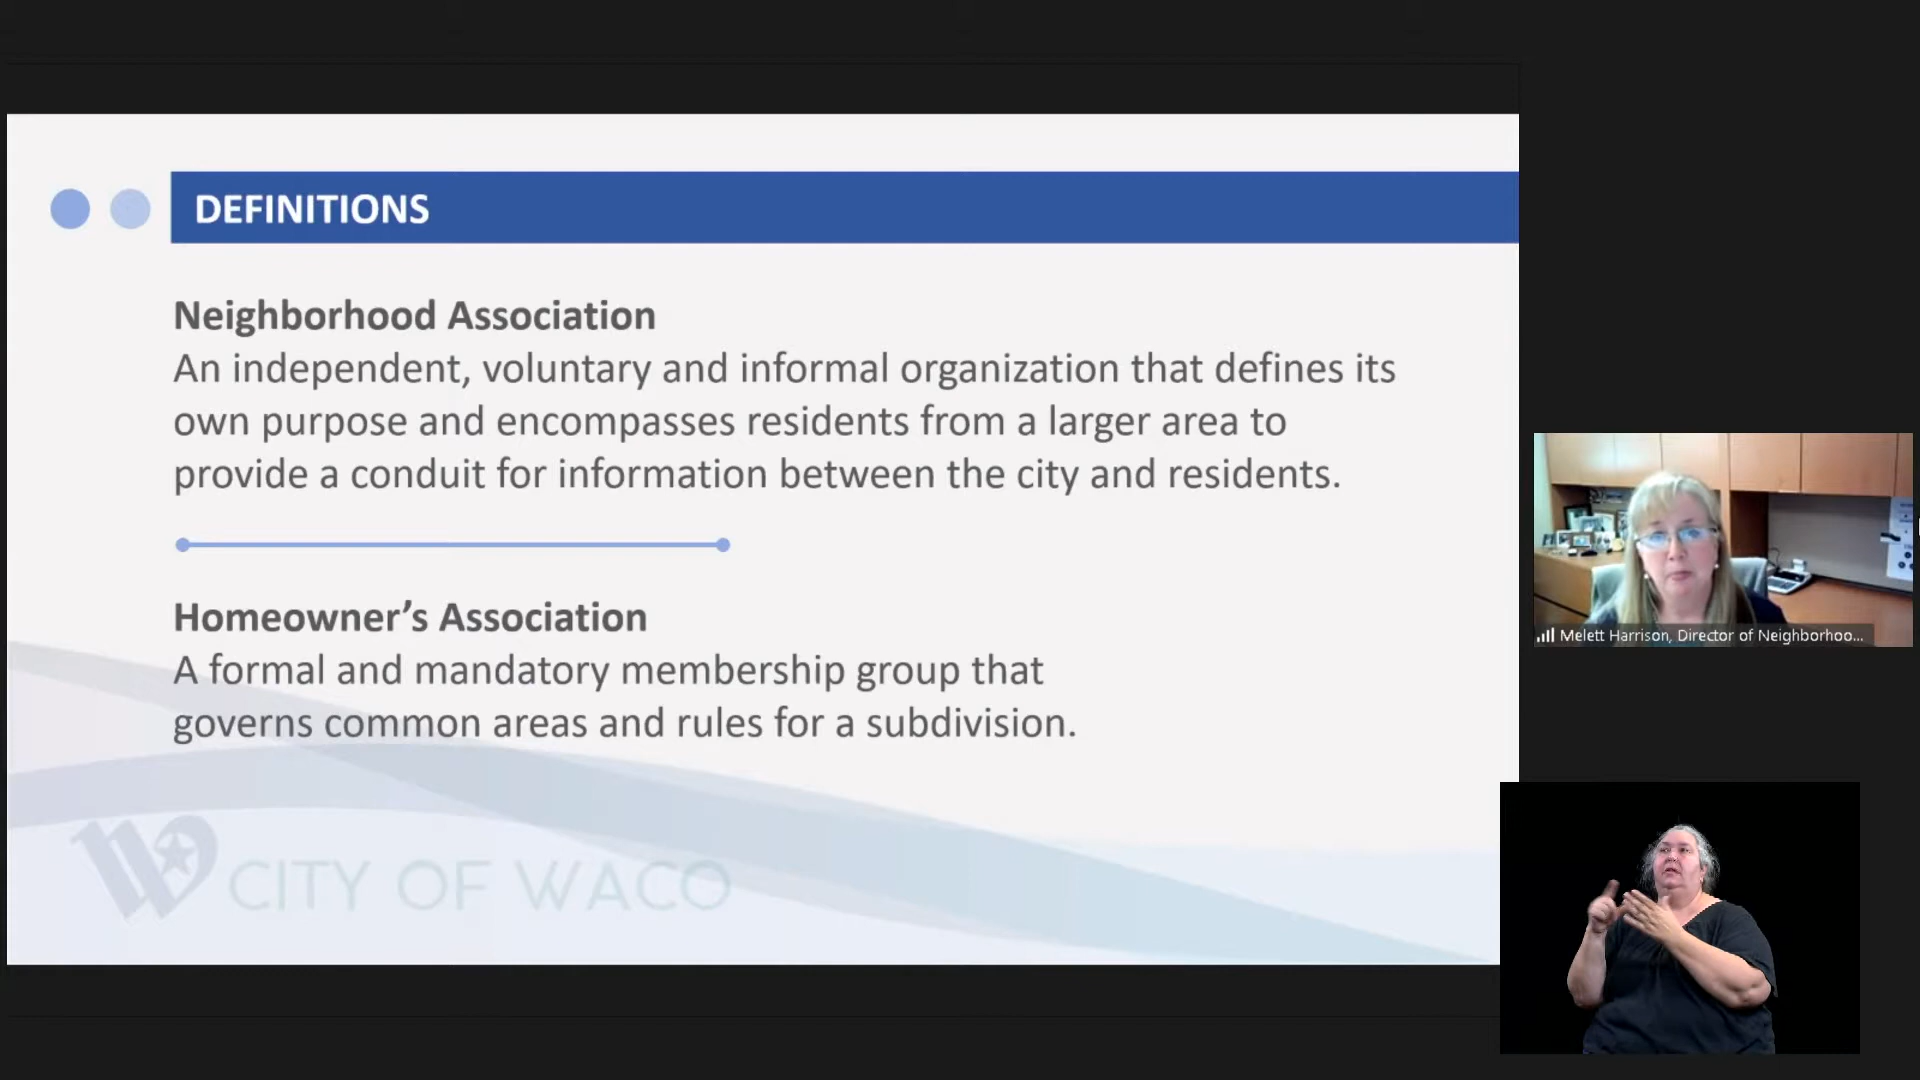 DEFINITIONS
Neighborhood Association
An independent, voluntary and informal organization that defines its
own purpose and encompasses residents from a larger area to
provide a conduit for information between the city and residents.
Homeowner’s Association
A formal and mandatory membership group that
governs common areas and rules for a subdivision.
W CITY OF WACO
Melett Harrison, Director of Neighborhoo...